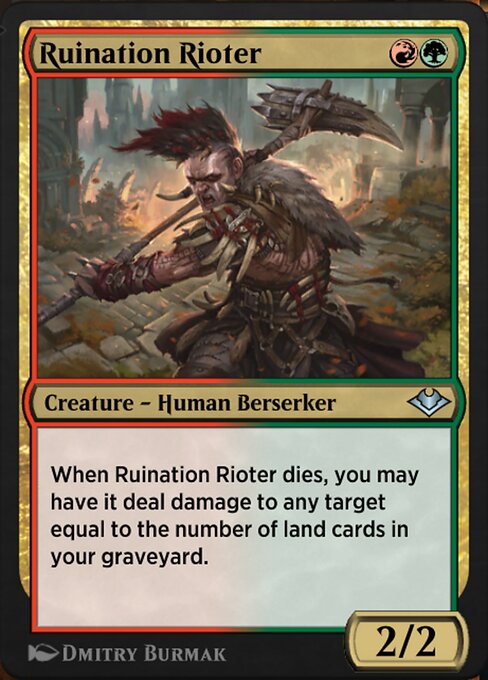 Ruination Rioter
Creature – Human Berserker
When Ruination Rioter dies, you may
have it deal damage to any target
equal to the number of land cards in
your graveyard.
2/2
Dmitry Burmak